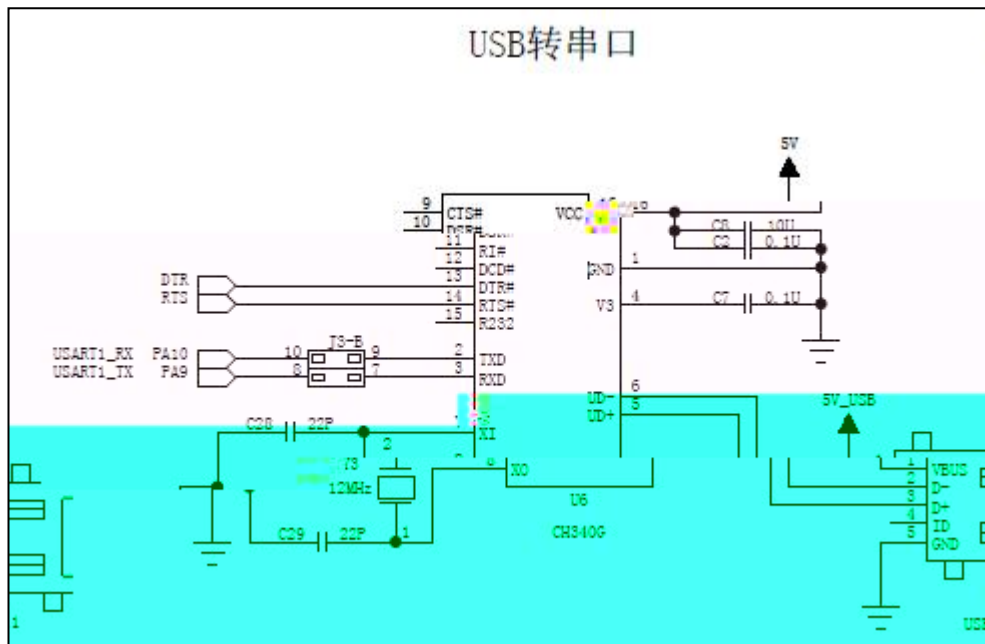 USB转串口
5V
9 CTS# VCC
10 DSR#
C8 10U
11 RI# C2 0.1U
12 DCD# GND 1
DTR 13 DTR#
RTS 14 RTS# V3 4 C7 0.1U
15 R232
J3-B
USART1_RX PA10 10 9 2 TXD
USART1_TX PA9 8 7 3 RXD
UD- 6
UD+ 5 5V_USB
C28 22P XI
2
XO 1 VBUS
12MHz U6 2 D-
3 D+
C29 22P 1 CH340G 4 ID
5 GND
1